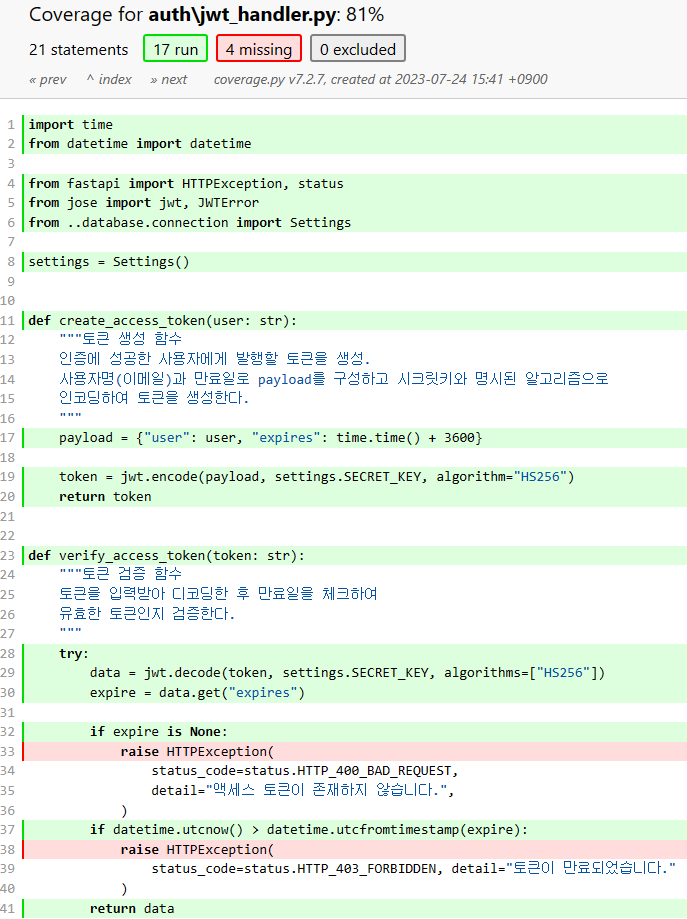 Coverage for auth\jwt_handler.py: 81%
21 statements 17 run 4 missing 0 excluded
« prev ^ index » next coverage.py v7.2.7, created at 2023-07-24 15:41 +0900
1 import time
2 from datetime import datetime
3
4 from fastapi import HTTPException, status
5 from jose import jwt, JWTError
6 from ..database.connection import Settings
7
8 settings = Settings()
9
10
11 def create_access_token(user: str):
12     """토큰 생성 함수
13     인증에 성공한 사용자에게 발행할 토큰을 생성.
14     사용자명(이메일)과 만료일로 payload를 구성하고 시크릿키와 명시된 알고리즘으로
15     인코딩하여 토큰을 생성한다.
16     """
17     payload = {"user": user, "expires": time.time() + 3600}
18
19     token = jwt.encode(payload, settings.SECRET_KEY, algorithm="HS256")
20     return token
21
22
23 def verify_access_token(token: str):
24     """토큰 검증 함수
25     토큰을 입력받아 디코딩한 후 만료일을 체크하여
26     유효한 토큰인지 검증한다.
27     """
28     try:
29         data = jwt.decode(token, settings.SECRET_KEY, algorithms=["HS256"])
30         expire = data.get("expires")
31
32         if expire is None:
33             raise HTTPException(
34                 status_code=status.HTTP_400_BAD_REQUEST,
35                 detail="액세스 토큰이 존재하지 않습니다.",
36             )
37         if datetime.utcnow() > datetime.utcfromtimestamp(expire):
38             raise HTTPException(
39                 status_code=status.HTTP_403_FORBIDDEN, detail="토큰이 만료되었습니다."
40             )
41         return data